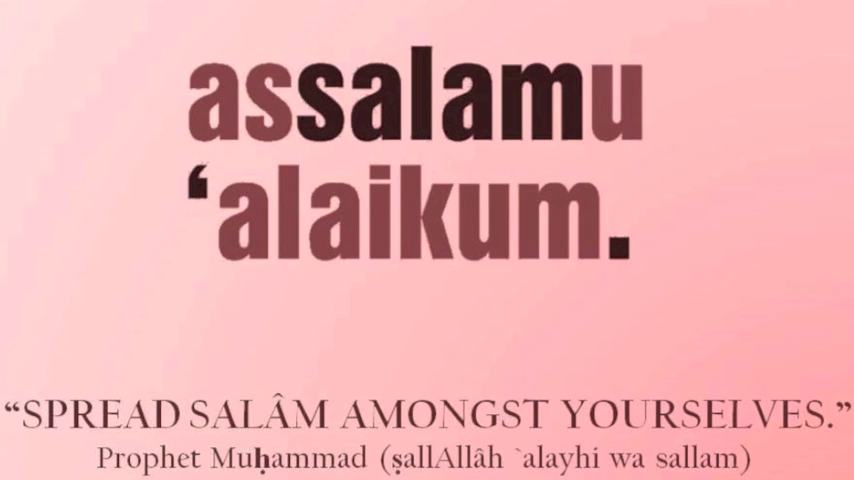 assalamu
‘alaikum.
“SPREAD SALÂM AMONGST YOURSELVES.”
Prophet Muḥammad (ṣallAllâh `alayhi wa sallam)